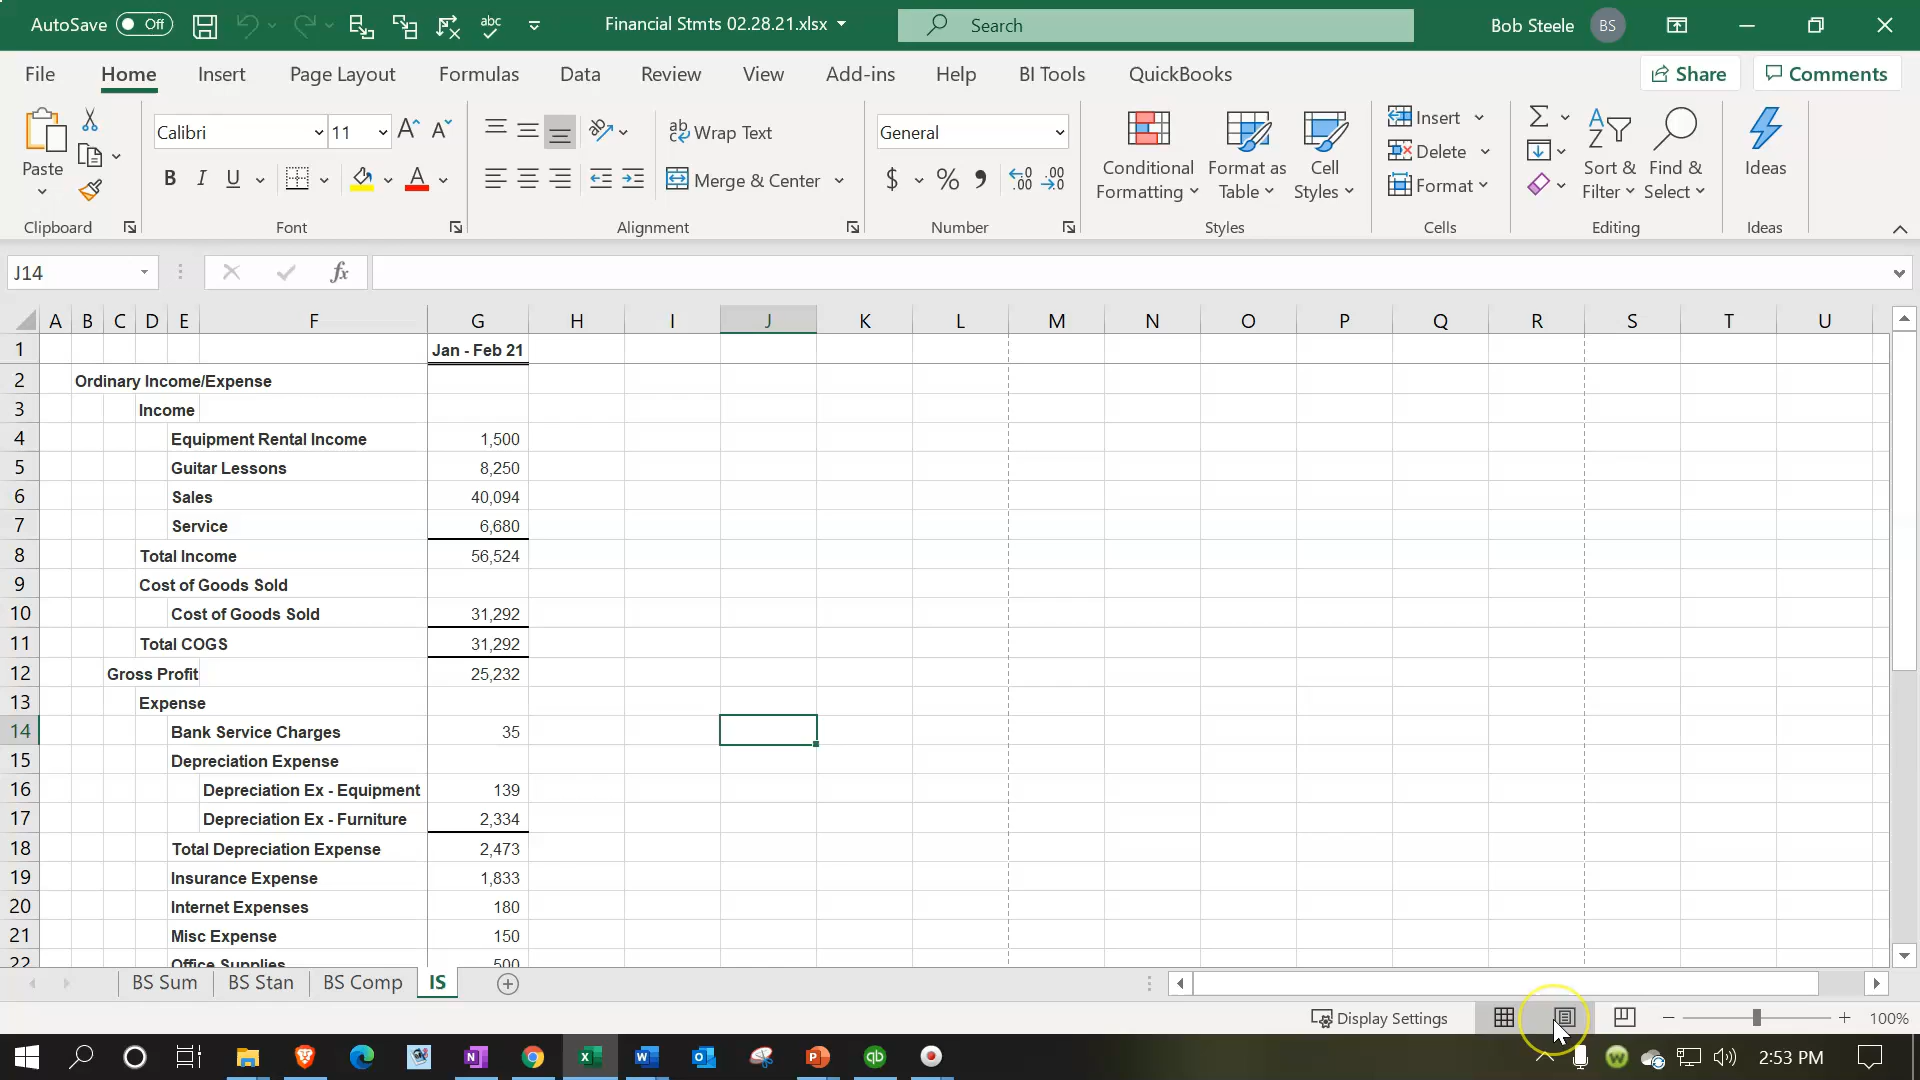 AutoSave Off Financial Stmts 02.28.21.xlsx Search Bob Steele BS
File Home Insert Page Layout Formulas Data Review View Add-ins Help BI Tools QuickBooks Share Comments
Paste
Clipboard
Calibri 11
B I U
Font
ab Wrap Text
Merge & Center
Alignment
General
$ % 9
Number
Conditional Formatting
Format as Table
Cell Styles
Styles
Insert
Delete
Format
Cells
Sort & Filter
Find & Select
Editing
Ideas
Ideas
J14 fx
A B C D E F G H I J K L M N O P Q R S T U
1 Jan - Feb 21
2 Ordinary Income/Expense
3 Income
4 Equipment Rental Income 1,500
5 Guitar Lessons 8,250
6 Sales 40,094
7 Service 6,680
8 Total Income 56,524
9 Cost of Goods Sold
10 Cost of Goods Sold 31,292
11 Total COGS 31,292
12 Gross Profit 25,232
13 Expense
14 Bank Service Charges 35
15 Depreciation Expense
16 Depreciation Ex - Equipment 139
17 Depreciation Ex - Furniture 2,334
18 Total Depreciation Expense 2,473
19 Insurance Expense 1,833
20 Internet Expenses 180
21 Misc Expense 150
22 Office Supplies 500
BS Sum BS Stan BS Comp IS
Display Settings 100%
2:53 PM